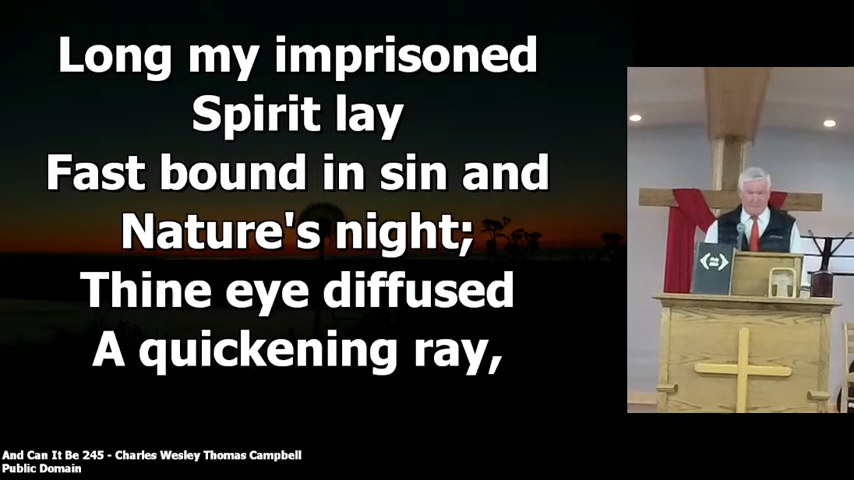 Long my imprisoned
Spirit lay
Fast bound in sin and
Nature's night;
Thine eye diffused
A quickening ray,
And Can It Be 245 - Charles Wesley Thomas Campbell
Public Domain